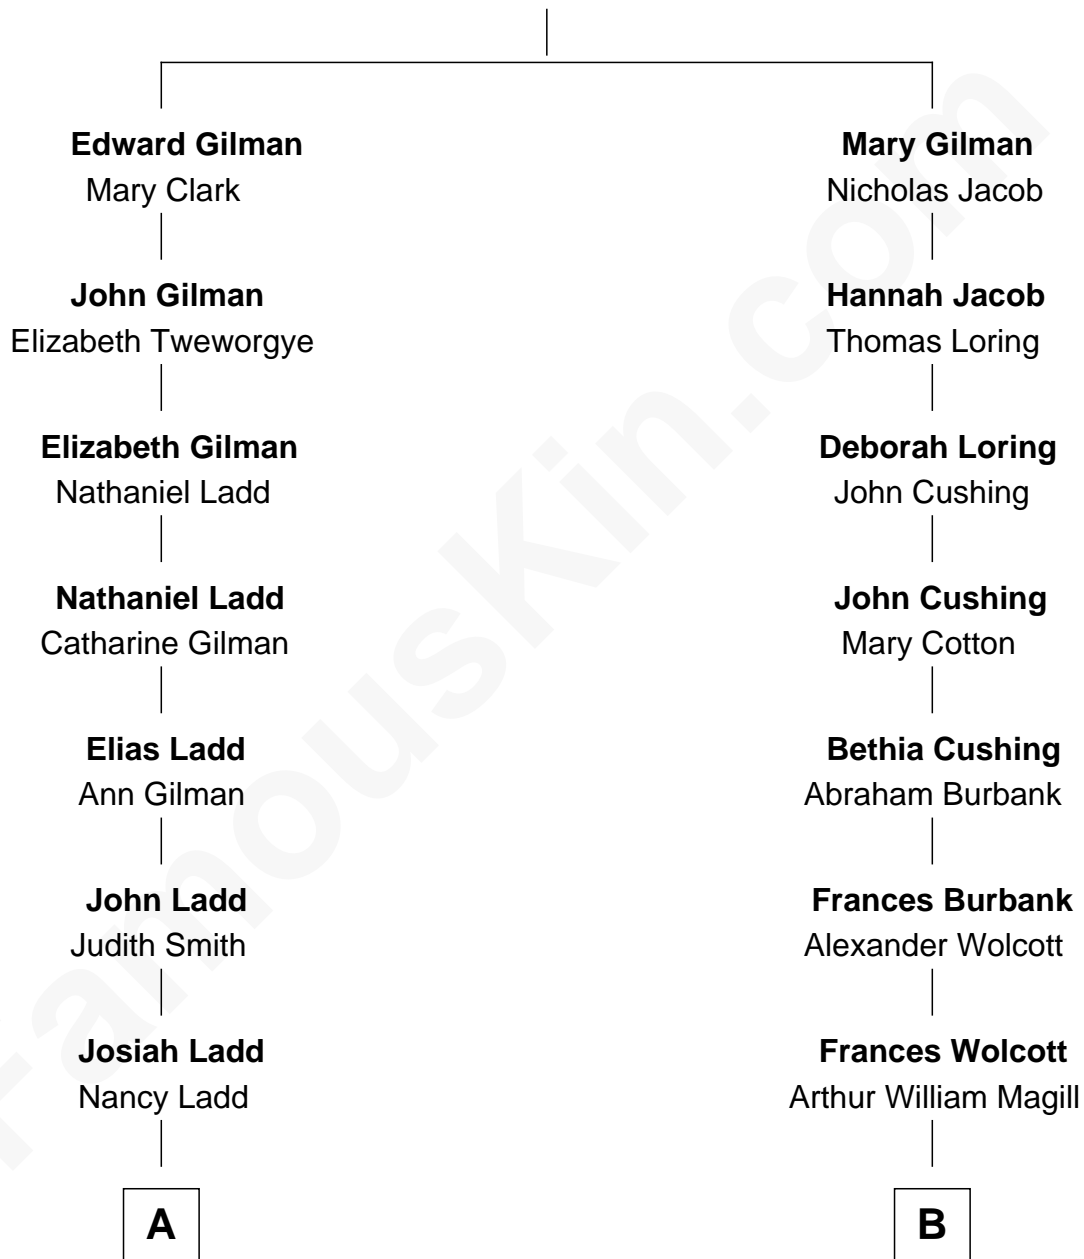 Edward Gilman
Mary Clark
John Gilman
Elizabeth Tweworgye
Elizabeth Gilman
Nathaniel Ladd
Nathaniel Ladd
Catharine Gilman
Elias Ladd
Ann Gilman
John Ladd
Judith Smith
Josiah Ladd
Nancy Ladd
A
Mary Gilman
Nicholas Jacob
Hannah Jacob
Thomas Loring
Deborah Loring
John Cushing
John Cushing
Mary Cotton
Bethia Cushing
Abraham Burbank
Frances Burbank
Alexander Wolcott
Frances Wolcott
Arthur William Magill
B
FamousKin.com